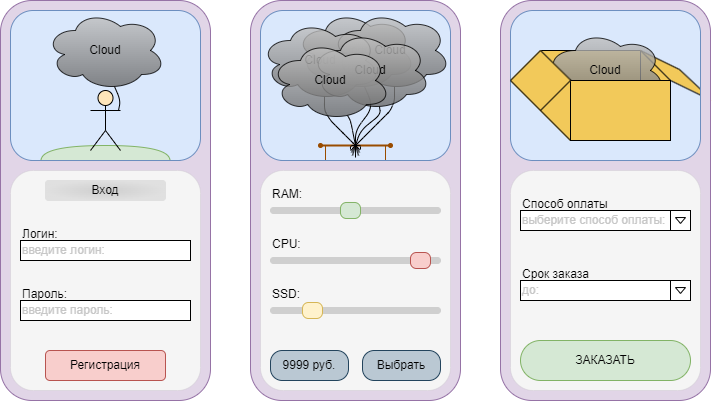 Cloud
Вход
Логин:
введите логин:
Пароль:
введите пароль:
Регистрация
Cloud
Cloud
Cloud
Cloud
RAM:
CPU:
SSD:
9999 руб.
Выбрать
Cloud
Способ оплаты
выберите способ оплаты:
Срок заказа
до:
ЗАКАЗАТЬ